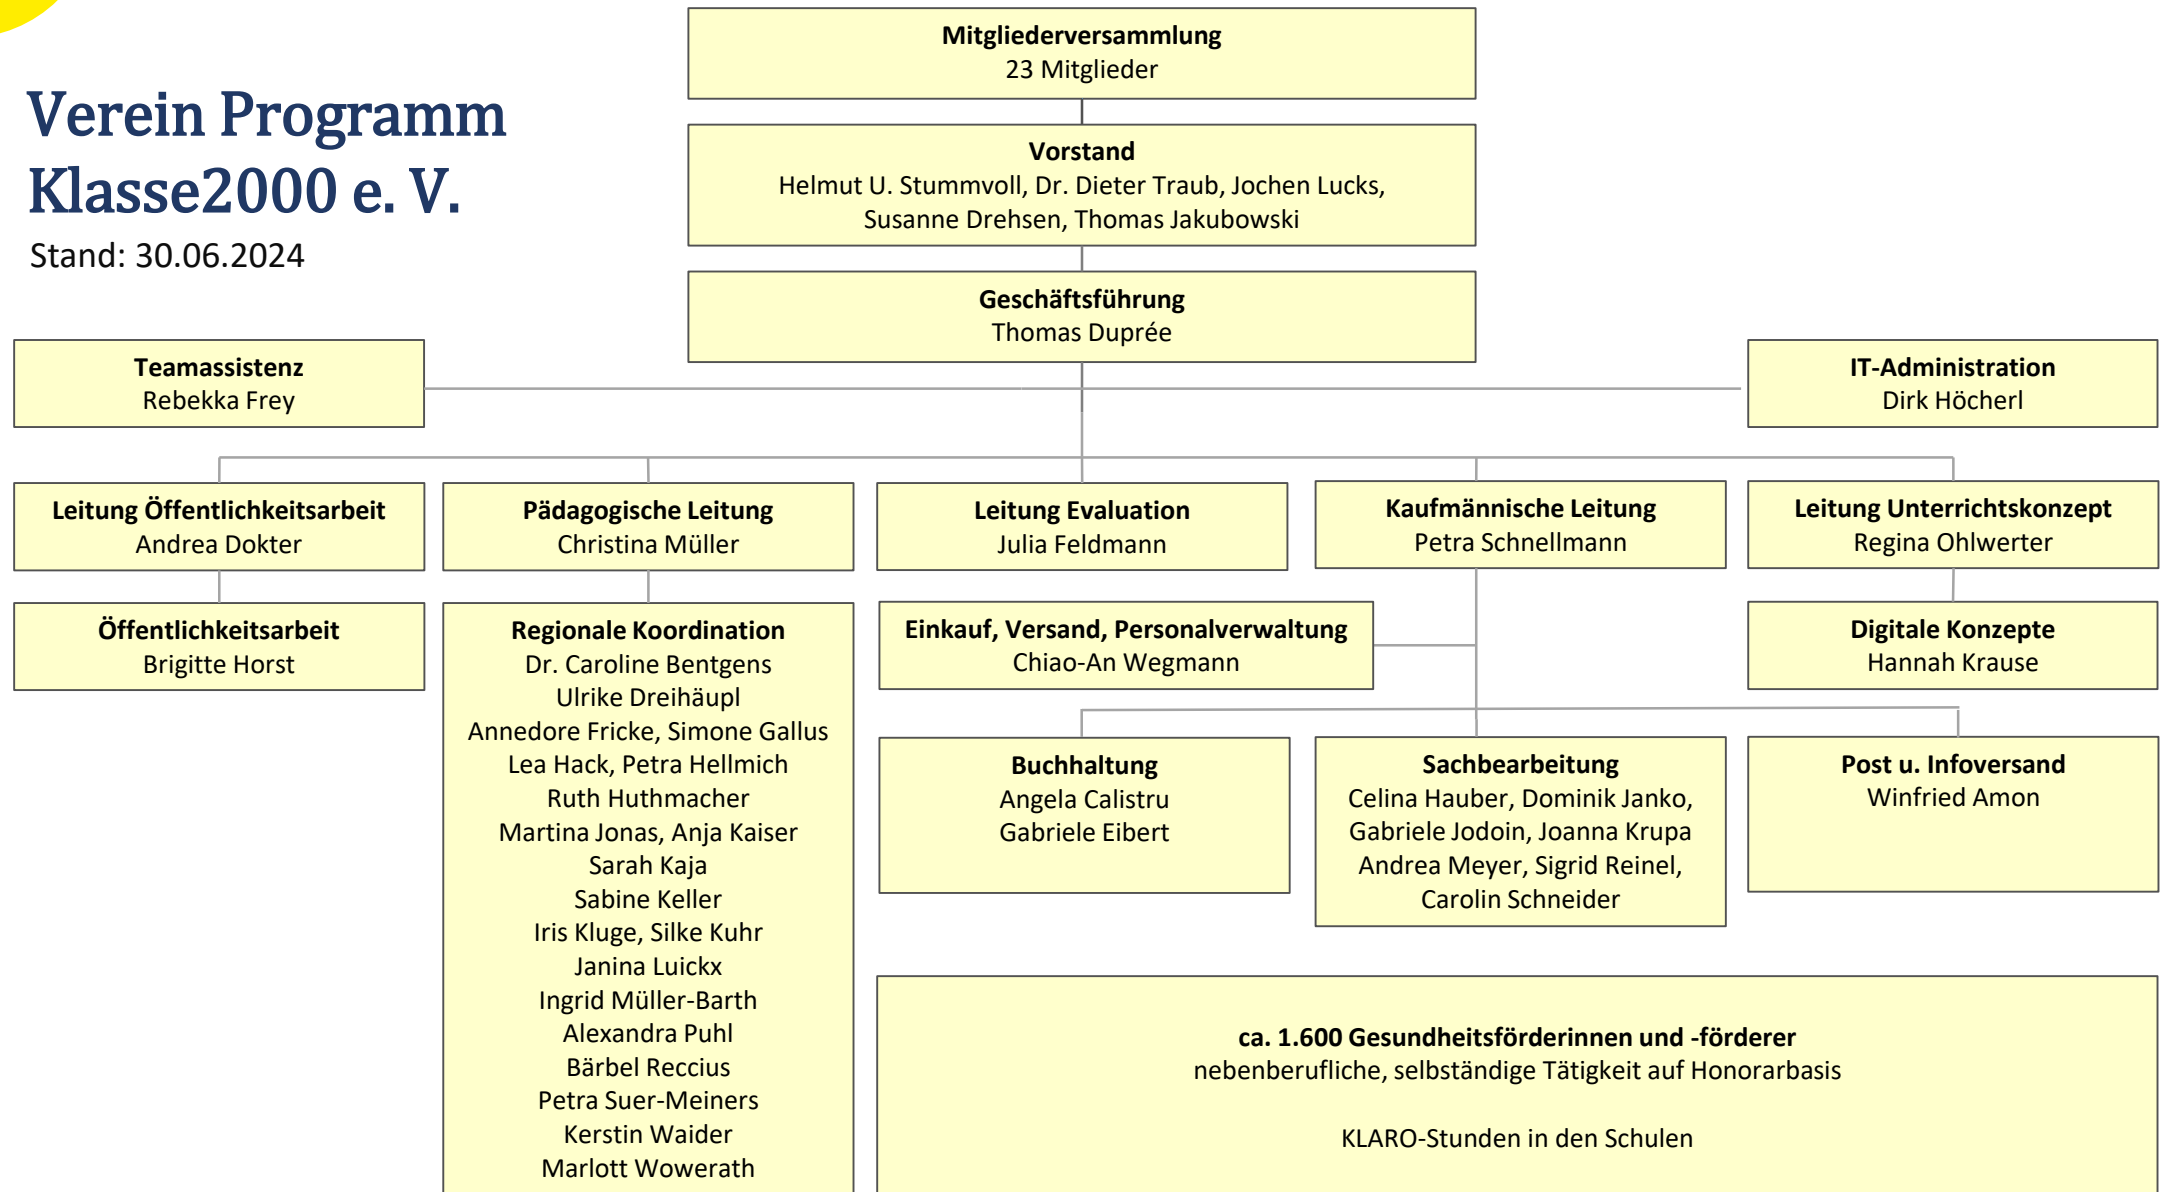 Verein Programm
Klasse2000 e. V.
Stand: 30.06.2024
Mitgliederversammlung
23 Mitglieder
Vorstand
Helmut U. Stummvoll, Dr. Dieter Traub, Jochen Lucks,
Susanne Drehsen, Thomas Jakubowski
Geschäftsführung
Thomas Duprée
Teamassistenz
Rebekka Frey
IT-Administration
Dirk Höcherl
Leitung Öffentlichkeitsarbeit
Andrea Dokter
Pädagogische Leitung
Christina Müller
Leitung Evaluation
Julia Feldmann
Kaufmännische Leitung
Petra Schnellmann
Leitung Unterrichtskonzept
Regina Ohlwerter
Öffentlichkeitsarbeit
Brigitte Horst
Regionale Koordination
Dr. Caroline Bentgens
Ulrike Dreihäupl
Annedore Fricke, Simone Gallus
Lea Hack, Petra Hellmich
Ruth Huthmacher
Martina Jonas, Anja Kaiser
Sarah Kaja
Sabine Keller
Iris Kluge, Silke Kuhr
Janina Luickx
Ingrid Müller-Barth
Alexandra Puhl
Bärbel Reccius
Petra Suer-Meiners
Kerstin Waider
Marlott Wowerath
Einkauf, Versand, Personalverwaltung
Chiao-An Wegmann
Digitale Konzepte
Hannah Krause
Buchhaltung
Angela Calistru
Gabriele Eibert
Sachbearbeitung
Celina Hauber, Dominik Janko,
Gabriele Jodoin, Joanna Krupa
Andrea Meyer, Sigrid Reinel,
Carolin Schneider
Post u. Infoversand
Winfried Amon
ca. 1.600 Gesundheitsförderinnen und -förderer
nebenberufliche, selbständige Tätigkeit auf Honorarbasis
KLARO-Stunden in den Schulen